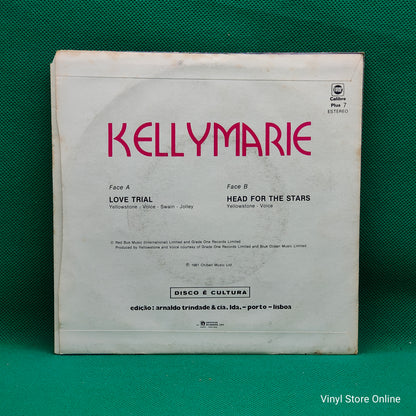 Calibre
Plus 7
ESTÉREO
KELLYMARIE
Face A
LOVE TRIAL
Yellowstone - Voice - Swain - Jolley
Face B
HEAD FOR THE STARS
Yellowstone - Voice
© Red Bus Music (International) Limited and Grade One Records Limited
Produced by Yellowstone and Voice courtesy of Grade One Records Limited and Blue Ocean Music Limited.
℗ 1981 Chibell Music Ltd
DISCO É CULTURA
edição: arnaldo trindade & cia. lda. - porto - lisboa
Vinyl Store Online